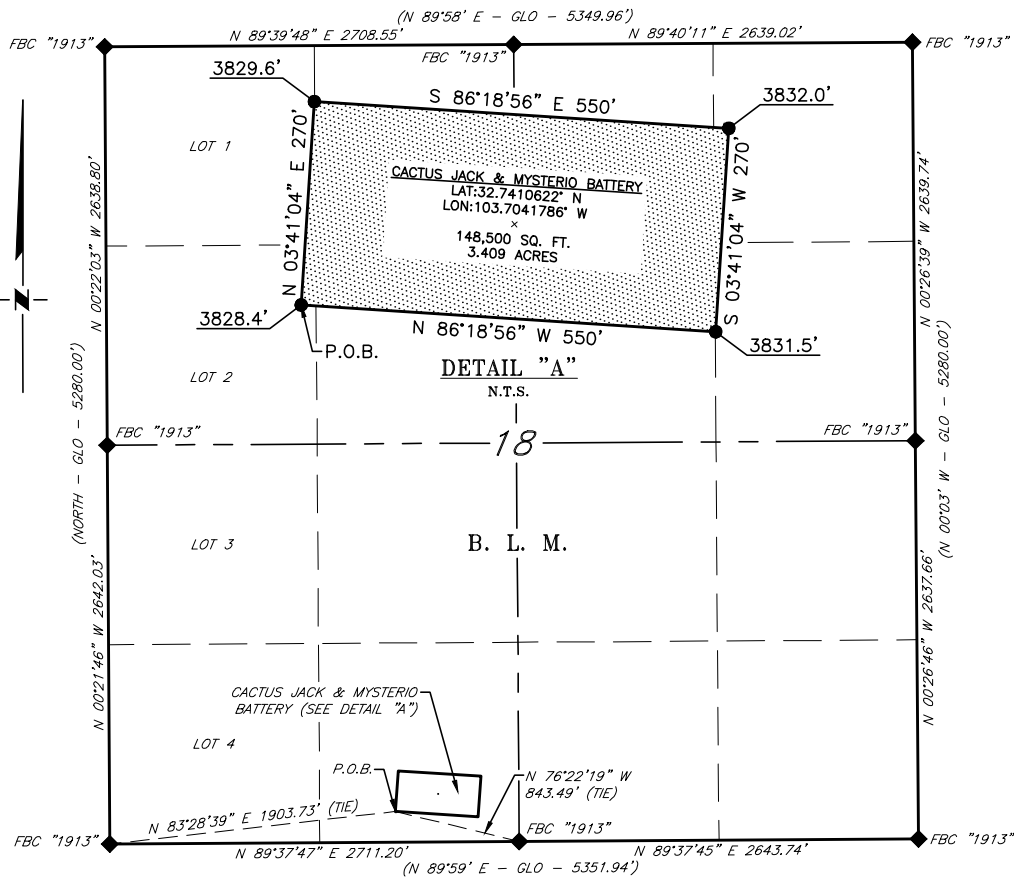 (N 89°58' E - GLO - 5349.96')
FBC "1913"
N 89°39'48" E 2708.55'
FBC "1913"
N 89°40'11" E 2639.02'
FBC "1913"
3829.6'
S 86°18'56" E 550'
3832.0'
LOT 1
N 03°41'04" E 270'
CACTUS JACK & MYSTERIO BATTERY
LAT:32.7410622° N
LON:103.7041786° W
×
148,500 SQ. FT.
3.409 ACRES
S 03°41'04" W 270'
N 00°22'03" W 2638.80'
N 00°26'39" W 2639.74'
N
3828.4'
P.O.B.
N 86°18'56" W 550'
3831.5'
DETAIL "A"
N.T.S.
LOT 2
(NORTH - GLO - 5280.00')
(N 00°03' W - GLO - 5280.00')
FBC "1913"
18
FBC "1913"
LOT 3
B. L. M.
N 00°21'46" W 2642.03'
N 00°26'46" W 2637.66'
CACTUS JACK & MYSTERIO
BATTERY (SEE DETAIL "A")
LOT 4
P.O.B.
N 76°22'19" W
843.49' (TIE)
N 83°28'39" E 1903.73' (TIE)
FBC "1913"
FBC "1913"
FBC "1913"
N 89°37'47" E 2711.20'
N 89°37'45" E 2643.74'
(N 89°59' E - GLO - 5351.94')